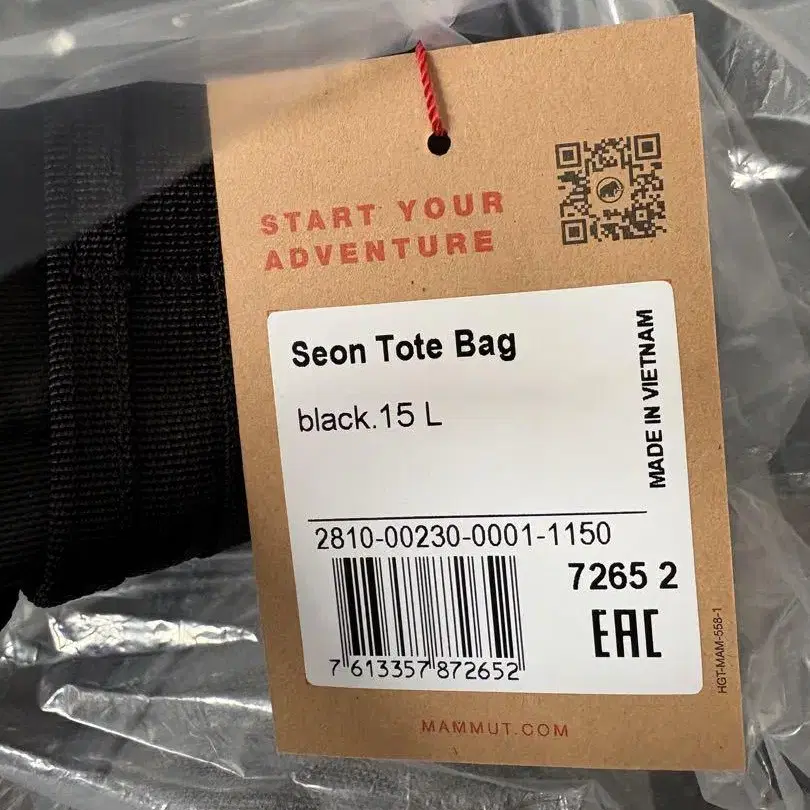 START YOUR
ADVENTURE
Seon Tote Bag
black.15 L
MADE IN VIETNAM
2810-00230-0001-1150
7265 2
EAC
7 613357 872652
HGT-MAM-558-1
MAMMUT.COM